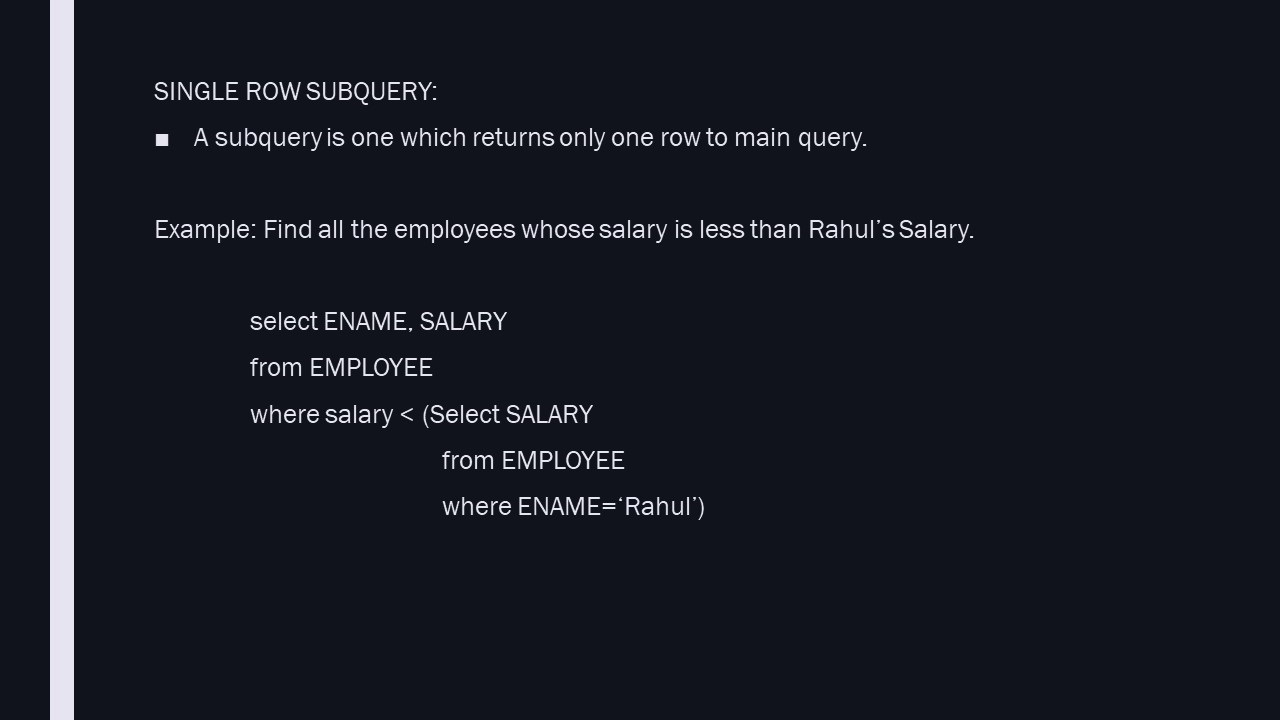 SINGLE ROW SUBQUERY:
▪ A subquery is one which returns only one row to main query.
Example: Find all the employees whose salary is less than Rahul’s Salary.
select ENAME, SALARY
from EMPLOYEE
where salary < (Select SALARY
from EMPLOYEE
where ENAME=‘Rahul’)